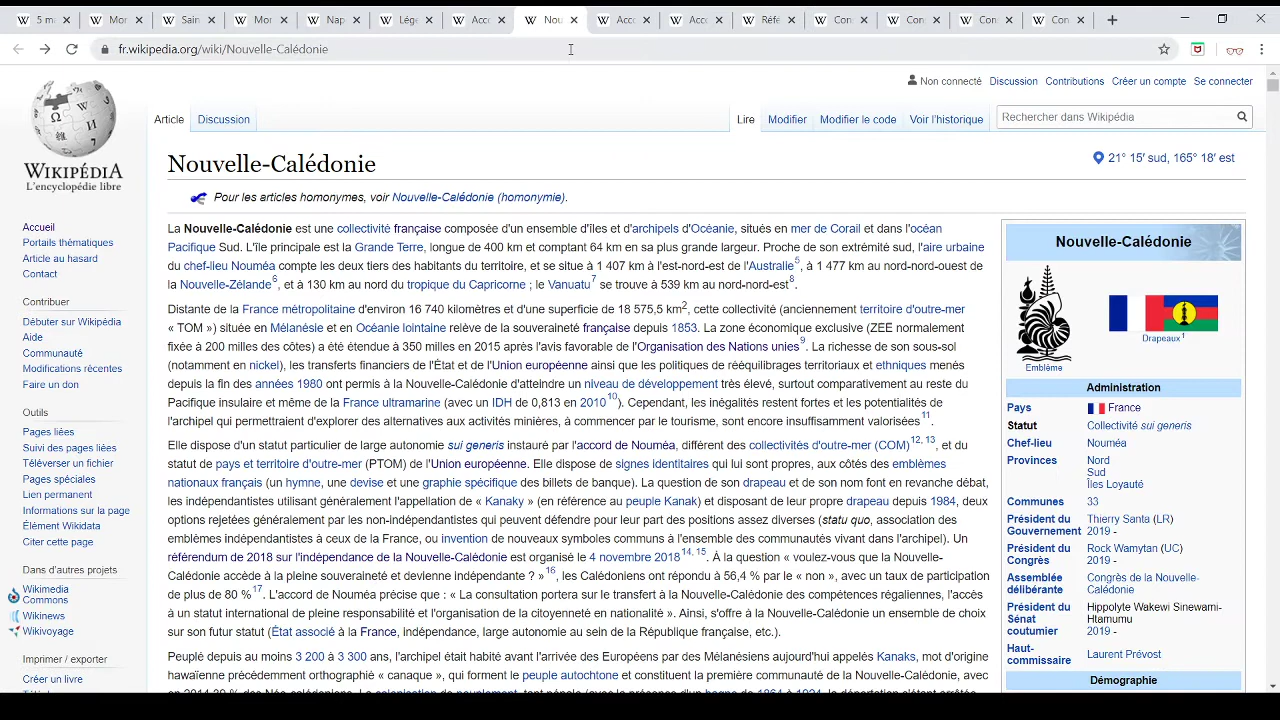 5 m
Mor
Sain
Mor
Nap
Lége
Acco
Nou
Acco
Acc
Réfé
Con
Con
Con
Con
fr.wikipedia.org/wiki/Nouvelle-Calédonie
Non connecté Discussion Contributions Créer un compte Se connecter
Article Discussion Lire Modifier Modifier le code Voir l'historique Rechercher dans Wikipédia
WIKIPÉDIA
L'encyclopédie libre
Accueil
Portails thématiques
Article au hasard
Contact
Contribuer
Débuter sur Wikipédia
Aide
Communauté
Modifications récentes
Faire un don
Outils
Pages liées
Suivi des pages liées
Téléverser un fichier
Pages spéciales
Lien permanent
Informations sur la page
Élément Wikidata
Citer cette page
Dans d'autres projets
Wikimedia
Commons
Wikinews
Wikivoyage
Imprimer / exporter
Créer un livre
Nouvelle-Calédonie
21° 15′ sud, 165° 18′ est
Pour les articles homonymes, voir Nouvelle-Calédonie (homonymie).
La Nouvelle-Calédonie est une collectivité française composée d'un ensemble d'îles et d'archipels d'Océanie, situés en mer de Corail et dans l'océan
Pacifique Sud. L'île principale est la Grande Terre, longue de 400 km et comptant 64 km en sa plus grande largeur. Proche de son extrémité sud, l'aire urbaine
du chef-lieu Nouméa compte les deux tiers des habitants du territoire, et se situe à 1 407 km à l'est-nord-est de l'Australie5, à 1 477 km au nord-nord-ouest de
la Nouvelle-Zélande6, et à 130 km au nord du tropique du Capricorne ; le Vanuatu7 se trouve à 539 km au nord-nord-est8.
Distante de la France métropolitaine d'environ 16 740 kilomètres et d'une superficie de 18 575,5 km2, cette collectivité (anciennement territoire d'outre-mer
« TOM ») située en Mélanésie et en Océanie lointaine relève de la souveraineté française depuis 1853. La zone économique exclusive (ZEE normalement
fixée à 200 milles des côtes) a été étendue à 350 milles en 2015 après l'avis favorable de l'Organisation des Nations unies9. La richesse de son sous-sol
(notamment en nickel), les transferts financiers de l'État et de l'Union européenne ainsi que les politiques de rééquilibrages territoriaux et ethniques menés
depuis la fin des années 1980 ont permis à la Nouvelle-Calédonie d'atteindre un niveau de développement très élevé, surtout comparativement au reste du
Pacifique insulaire et même de la France ultramarine (avec un IDH de 0,813 en 201010). Cependant, les inégalités restent fortes et les potentialités de
l'archipel qui permettraient d'explorer des alternatives aux activités minières, à commencer par le tourisme, sont encore insuffisamment valorisées11.
Elle dispose d'un statut particulier de large autonomie sui generis instauré par l'accord de Nouméa, différent des collectivités d'outre-mer (COM)12, 13, et du
statut de pays et territoire d'outre-mer (PTOM) de l'Union européenne. Elle dispose de signes identitaires qui lui sont propres, aux côtés des emblèmes
nationaux français (un hymne, une devise et une graphie spécifique des billets de banque). La question de son drapeau et de son nom font en revanche débat,
les indépendantistes utilisant généralement l'appellation de « Kanaky » (en référence au peuple Kanak) et disposant de leur propre drapeau depuis 1984, deux
options rejetées généralement par les non-indépendantistes qui peuvent défendre pour leur part des positions assez diverses (statu quo, association des
emblèmes indépendantistes à ceux de la France, ou invention de nouveaux symboles communs à l'ensemble des communautés vivant dans l'archipel). Un
référendum de 2018 sur l'indépendance de la Nouvelle-Calédonie est organisé le 4 novembre 201814, 15. À la question « voulez-vous que la Nouvelle-
Calédonie accède à la pleine souveraineté et devienne indépendante ? »16, les Calédoniens ont répondu à 56,4 % par le « non », avec un taux de participation
de plus de 80 %17. L'accord de Nouméa précise que : « La consultation portera sur le transfert à la Nouvelle-Calédonie des compétences régaliennes, l'accès
à un statut international de pleine responsabilité et l'organisation de la citoyenneté en nationalité ». Ainsi, s'offre à la Nouvelle-Calédonie un ensemble de choix
sur son futur statut (État associé à la France, indépendance, large autonomie au sein de la République française, etc.).
Peuplé depuis au moins 3 200 à 3 300 ans, l'archipel était habité avant l'arrivée des Européens par des Mélanésiens aujourd'hui appelés Kanaks, mot d'origine
hawaïenne précédemment orthographié « canaque », qui forment le peuple autochtone et constituent la première communauté de la Nouvelle-Calédonie, avec
Nouvelle-Calédonie
Emblème
Drapeaux1
Administration
Pays France
Statut Collectivité sui generis
Chef-lieu Nouméa
Provinces Nord
Sud
Îles Loyauté
Communes 33
Président du Gouvernement Thierry Santa (LR)
2019 -
Président du Congrès Rock Wamytan (UC)
2019 -
Assemblée délibérante Congrès de la Nouvelle-
Calédonie
Président du Sénat coutumier Hippolyte Wakewi Sinewami-
Htamumu
2019 -
Haut-commissaire Laurent Prévost
Démographie